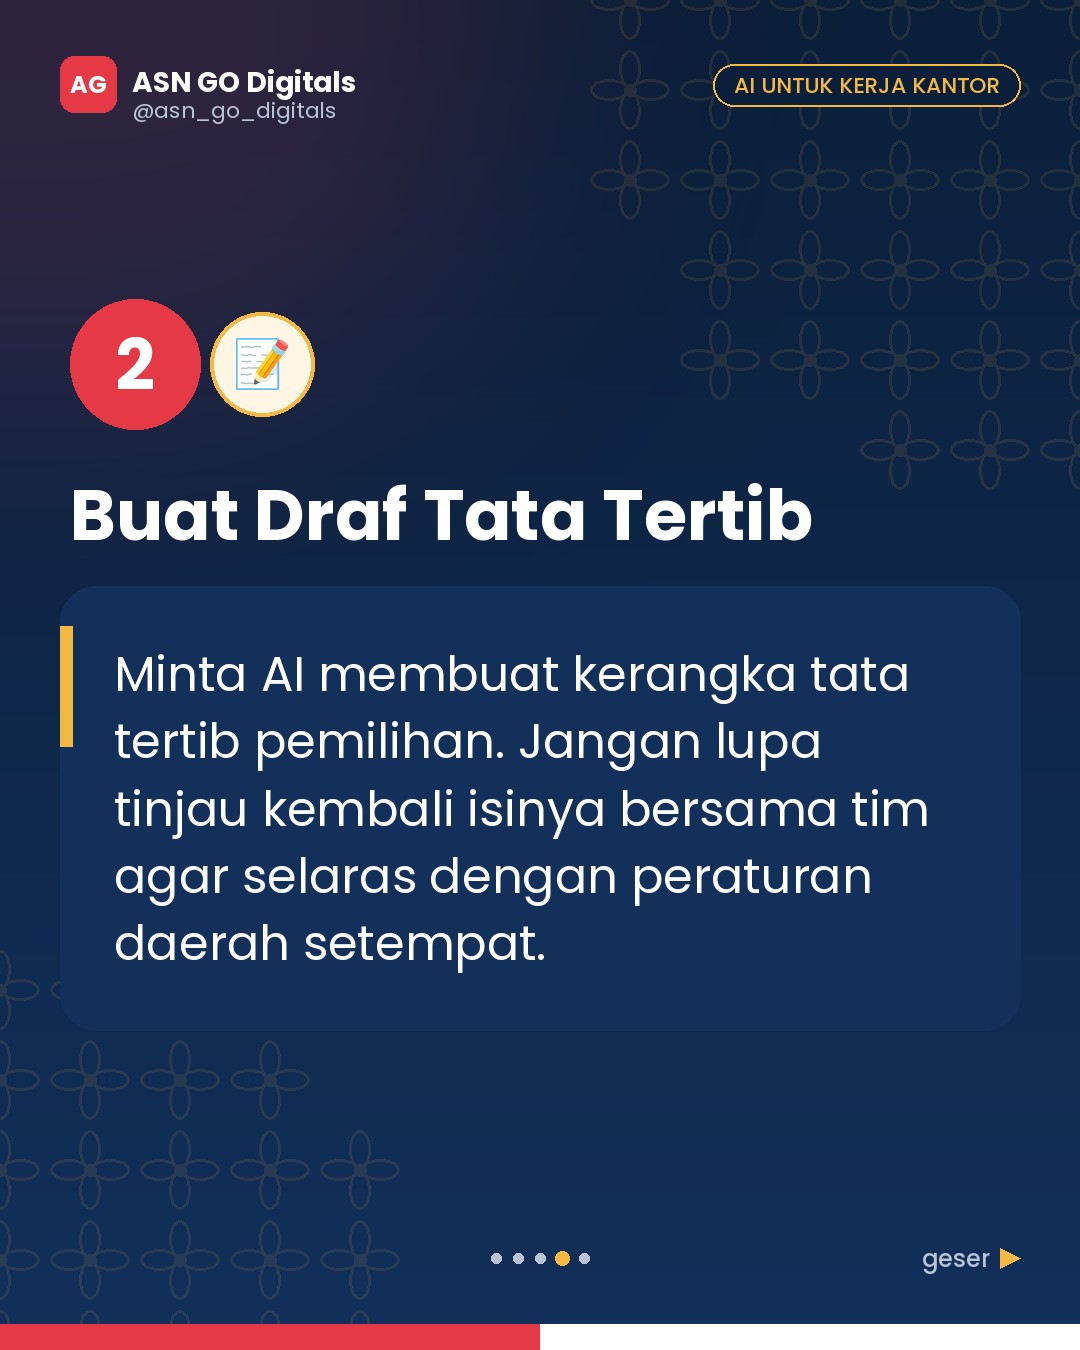 AG
ASN GO Digitals
@asn_go_digitals
AI UNTUK KERJA KANTOR
2
Buat Draf Tata Tertib
Minta AI membuat kerangka tata
tertib pemilihan. Jangan lupa
tinjau kembali isinya bersama tim
agar selaras dengan peraturan
daerah setempat.
geser